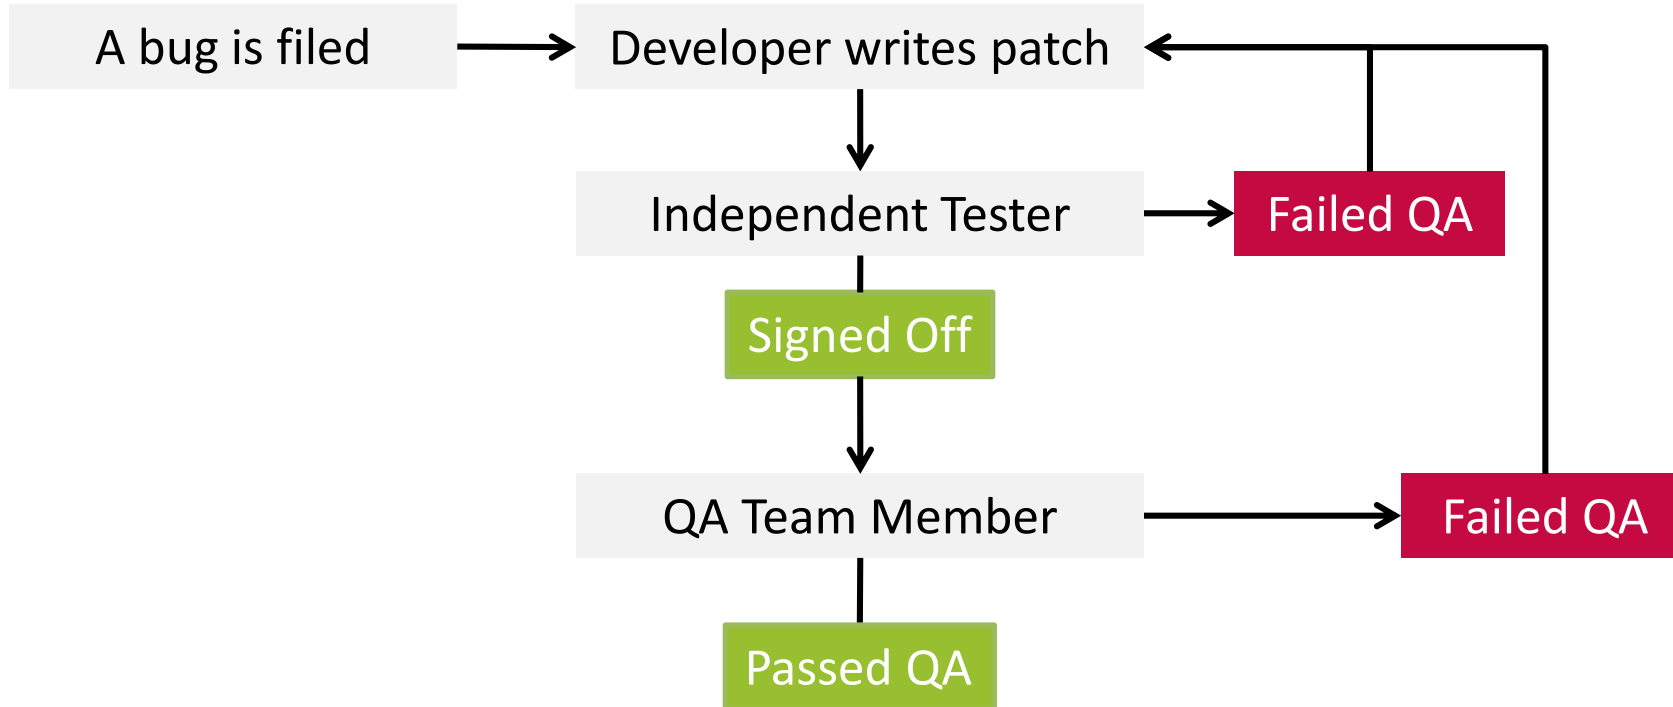 A bug is filed
Developer writes patch
Independent Tester
Failed QA
Signed Off
QA Team Member
Failed QA
Passed QA